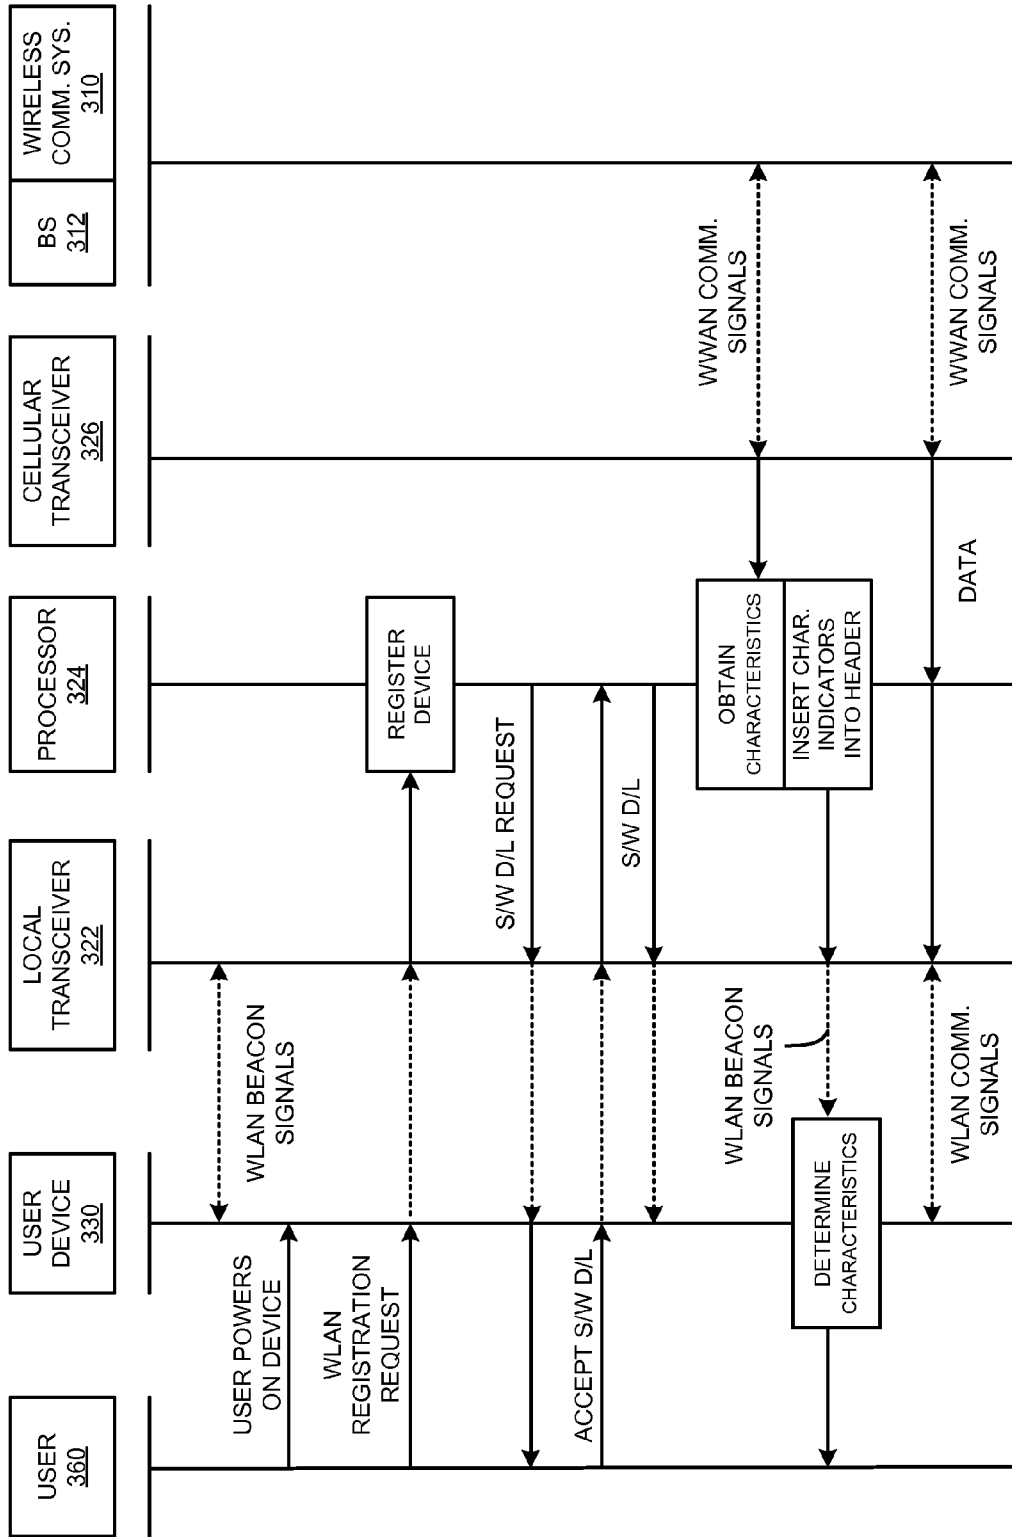 USER
360
USER
DEVICE
330
LOCAL
TRANSCEIVER
322
PROCESSOR
324
CELLULAR
TRANSCEIVER
326
BS
312
WIRELESS
COMM. SYS.
310
WLAN BEACON
SIGNALS
USER POWERS
ON DEVICE
WLAN
REGISTRATION
REQUEST
REGISTER
DEVICE
S/W D/L REQUEST
ACCEPT S/W D/L
S/W D/L
OBTAIN
CHARACTERISTICS
INSERT CHAR.
INDICATORS
INTO HEADER
WWAN COMM.
SIGNALS
WLAN BEACON
SIGNALS
DETERMINE
CHARACTERISTICS
WLAN COMM.
SIGNALS
DATA
WWAN COMM.
SIGNALS